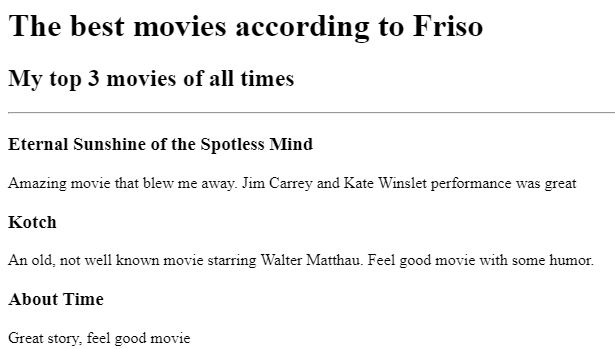 The best movies according to Friso
My top 3 movies of all times
Eternal Sunshine of the Spotless Mind
Amazing movie that blew me away. Jim Carrey and Kate Winslet performance was great
Kotch
An old, not well known movie starring Walter Matthau. Feel good movie with some humor.
About Time
Great story, feel good movie